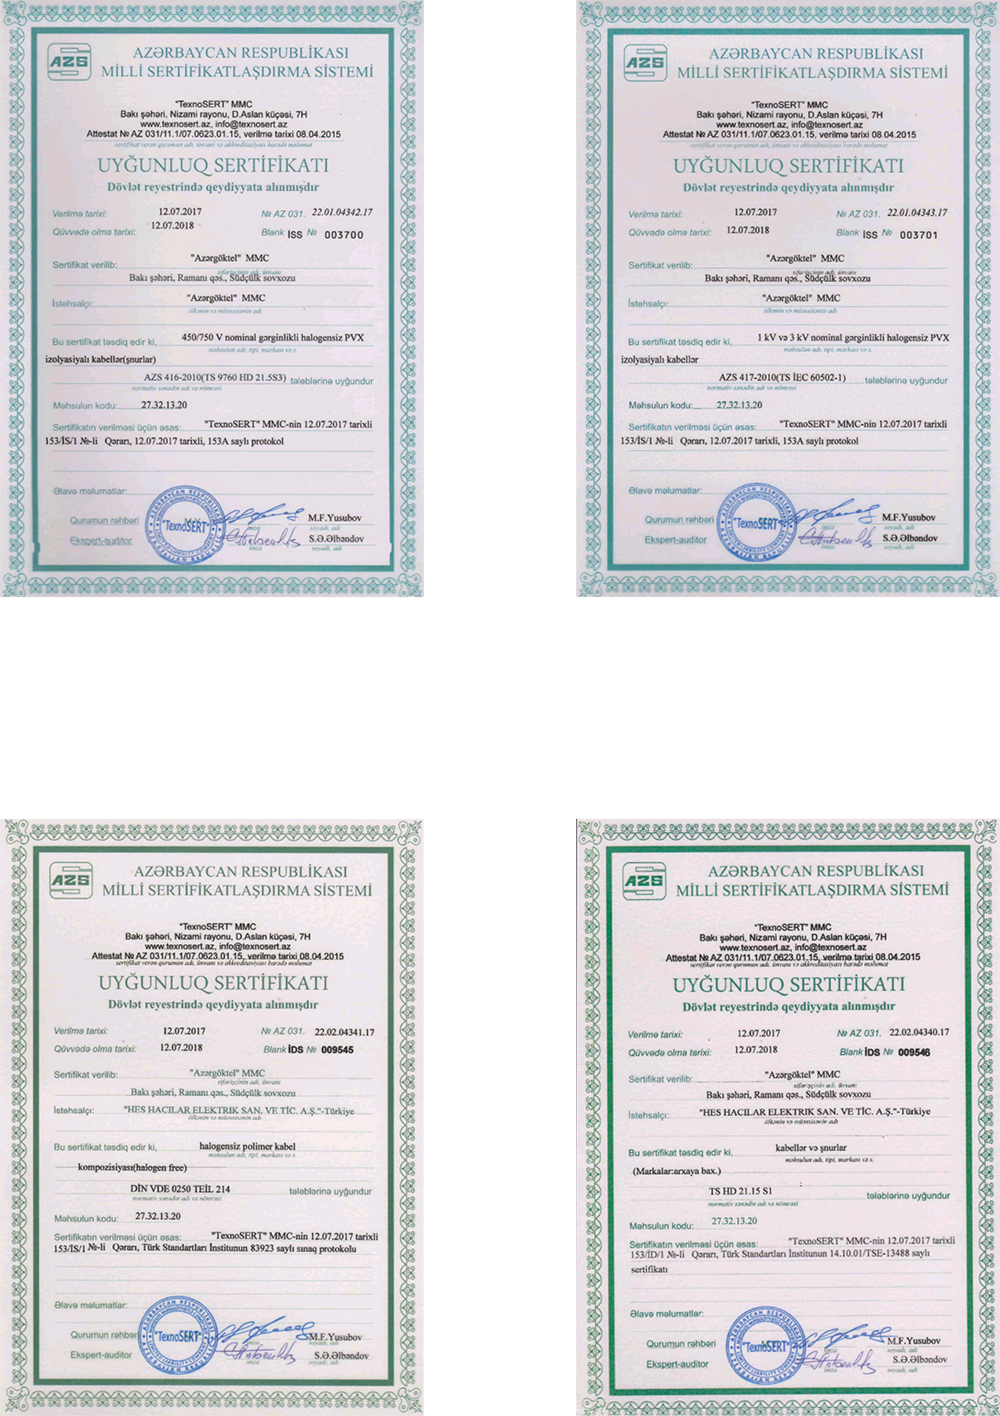 AZS
AZƏRBAYCAN RESPUBLİKASI
MİLLİ SERTİFİKATLAŞDIRMA SİSTEMİ
"TexnoSERT" MMC
Bakı şəhəri, Nizami rayonu, D.Aslan küçəsi, 7H
www.texnosert.az, info@texnosert.az
Attestat № AZ 031/11.1/07.0623.01.15, verilmə tarixi 08.04.2015
sertifikat verən qurumun adı, ünvanı və akkreditasiyası barədə məlumat
UYĞUNLUQ SERTİFİKATI
Dövlət reyestrində qeydiyyata alınmışdır
Verilmə tarixi: 12.07.2017 № AZ 031. 22.01.04342.17
Qüvvədə olma tarixi: 12.07.2018 Blank İSS № 003700
Sertifikat verilib: "Azərgöktel" MMC
sifarişçinin adı, ünvanı
Bakı şəhəri, Ramanı qəs., Südçülk sovxozu
İstehsalçı: "Azərgöktel" MMC
ölkənin və müəssisənin adı
Bu sertifikat təsdiq edir ki, 450/750 V nominal gərginlikli halogensiz PVX
məhsulun adı, tipi, markası və s.
izolyasiyalı kabellər(şnurlar)
AZS 416-2010(TS 9760 HD 21.5S3) tələblərinə uyğundur
normativ sənədin adı və nömrəsi
Məhsulun kodu: 27.32.13.20
Sertifikatın verilməsi üçün əsas: "TexnoSERT" MMC-nin 12.07.2017 tarixli
153/İS/1 №-li Qərarı, 12.07.2017 tarixli, 153A saylı protokol
Əlavə məlumatlar:
Qurumun rəhbəri "TexnoSERT" M.F.Yusubov
imza soyadı, adı
Ekspert-auditor S.Ə.Əlbəndov
imza soyadı, adı
AZS
AZƏRBAYCAN RESPUBLİKASI
MİLLİ SERTİFİKATLAŞDIRMA SİSTEMİ
"TexnoSERT" MMC
Bakı şəhəri, Nizami rayonu, D.Aslan küçəsi, 7H
www.texnosert.az, info@texnosert.az
Attestat № AZ 031/11.1/07.0623.01.15, verilmə tarixi 08.04.2015
sertifikat verən qurumun adı, ünvanı və akkreditasiyası barədə məlumat
UYĞUNLUQ SERTİFİKATI
Dövlət reyestrində qeydiyyata alınmışdır
Verilmə tarixi: 12.07.2017 № AZ 031. 22.01.04343.17
Qüvvədə olma tarixi: 12.07.2018 Blank İSS № 003701
Sertifikat verilib: "Azərgöktel" MMC
sifarişçinin adı, ünvanı
Bakı şəhəri, Ramanı qəs., Südçülk sovxozu
İstehsalçı: "Azərgöktel" MMC
ölkənin və müəssisənin adı
Bu sertifikat təsdiq edir ki, 1 kV və 3 kV nominal gərginlikli halogensiz PVX
məhsulun adı, tipi, markası və s.
izolyasiyalı kabellər
AZS 417-2010(TS İEC 60502-1) tələblərinə uyğundur
normativ sənədin adı və nömrəsi
Məhsulun kodu: 27.32.13.20
Sertifikatın verilməsi üçün əsas: "TexnoSERT" MMC-nin 12.07.2017 tarixli
153/İS/1 №-li Qərarı, 12.07.2017 tarixli, 153A saylı protokol
Əlavə məlumatlar:
Qurumun rəhbəri "TexnoSERT" M.F.Yusubov
imza soyadı, adı
Ekspert-auditor S.Ə.Əlbəndov
imza soyadı, adı
AZS
AZƏRBAYCAN RESPUBLİKASI
MİLLİ SERTİFİKATLAŞDIRMA SİSTEMİ
"TexnoSERT" MMC
Bakı şəhəri, Nizami rayonu, D.Aslan küçəsi, 7H
www.texnosert.az, info@texnosert.az
Attestat № AZ 031/11.1/07.0623.01.15, verilmə tarixi 08.04.2015
sertifikat verən qurumun adı, ünvanı və akkreditasiyası barədə məlumat
UYĞUNLUQ SERTİFİKATI
Dövlət reyestrində qeydiyyata alınmışdır
Verilmə tarixi: 12.07.2017 № AZ 031. 22.02.04341.17
Qüvvədə olma tarixi: 12.07.2018 Blank İDS № 009545
Sertifikat verilib: "Azərgöktel" MMC
sifarişçinin adı, ünvanı
Bakı şəhəri, Ramanı qəs., Südçülk sovxozu
İstehsalçı: "HES HACILAR ELEKTRIK SAN. VE TİC. A.Ş."-Türkiye
ölkənin və müəssisənin adı
Bu sertifikat təsdiq edir ki, halogensiz polimer kabel
məhsulun adı, tipi, markası və s.
kompoziyası(halogen free)
DİN VDE 0250 TEİL 214 tələblərinə uyğundur
normativ sənədin adı və nömrəsi
Məhsulun kodu: 27.32.13.20
Sertifikatın verilməsi üçün əsas: "TexnoSERT" MMC-nin 12.07.2017 tarixli
153/İS/1 №-li Qərarı, Türk Standartları İnstitunun 83923 saylı sınaq protokolu
Əlavə məlumatlar:
Qurumun rəhbəri "TexnoSERT" M.F.Yusubov
imza soyadı, adı
Ekspert-auditor S.Ə.Əlbəndov
imza soyadı, adı
AZS
AZƏRBAYCAN RESPUBLİKASI
MİLLİ SERTİFİKATLAŞDIRMA SİSTEMİ
"TexnoSERT" MMC
Bakı şəhəri, Nizami rayonu, D.Aslan küçəsi, 7H
www.texnosert.az, info@texnosert.az
Attestat № AZ 031/11.1/07.0623.01.15, verilmə tarixi 08.04.2015
sertifikat verən qurumun adı, ünvanı və akkreditasiyası barədə məlumat
UYĞUNLUQ SERTİFİKATI
Dövlət reyestrində qeydiyyata alınmışdır
Verilmə tarixi: 12.07.2017 № AZ 031. 22.02.04340.17
Qüvvədə olma tarixi: 12.07.2018 Blank İDS № 009546
Sertifikat verilib: "Azərgöktel" MMC
sifarişçinin adı, ünvanı
Bakı şəhəri, Ramanı qəs., Südçülk sovxozu
İstehsalçı: "HES HACILAR ELEKTRIK SAN. VE TİC. A.Ş."-Türkiye
ölkənin və müəssisənin adı
Bu sertifikat təsdiq edir ki, kabellər və şnurlar
məhsulun adı, tipi, markası və s.
(Markalar:arxaya bax.)
TS HD 21.15 S1 tələblərinə uyğundur
normativ sənədin adı və nömrəsi
Məhsulun kodu: 27.32.13.20
Sertifikatın verilməsi üçün əsas: "TexnoSERT" MMC-nin 12.07.2017 tarixli
153/İD/1 №-li Qərarı, Türk Standartları İnstitunun 14.10.01/TSE-13488 saylı
sertifikatı
Əlavə məlumatlar:
Qurumun rəhbəri "TexnoSERT" M.F.Yusubov
imza soyadı, adı
Ekspert-auditor S.Ə.Əlbəndov
imza soyadı, adı